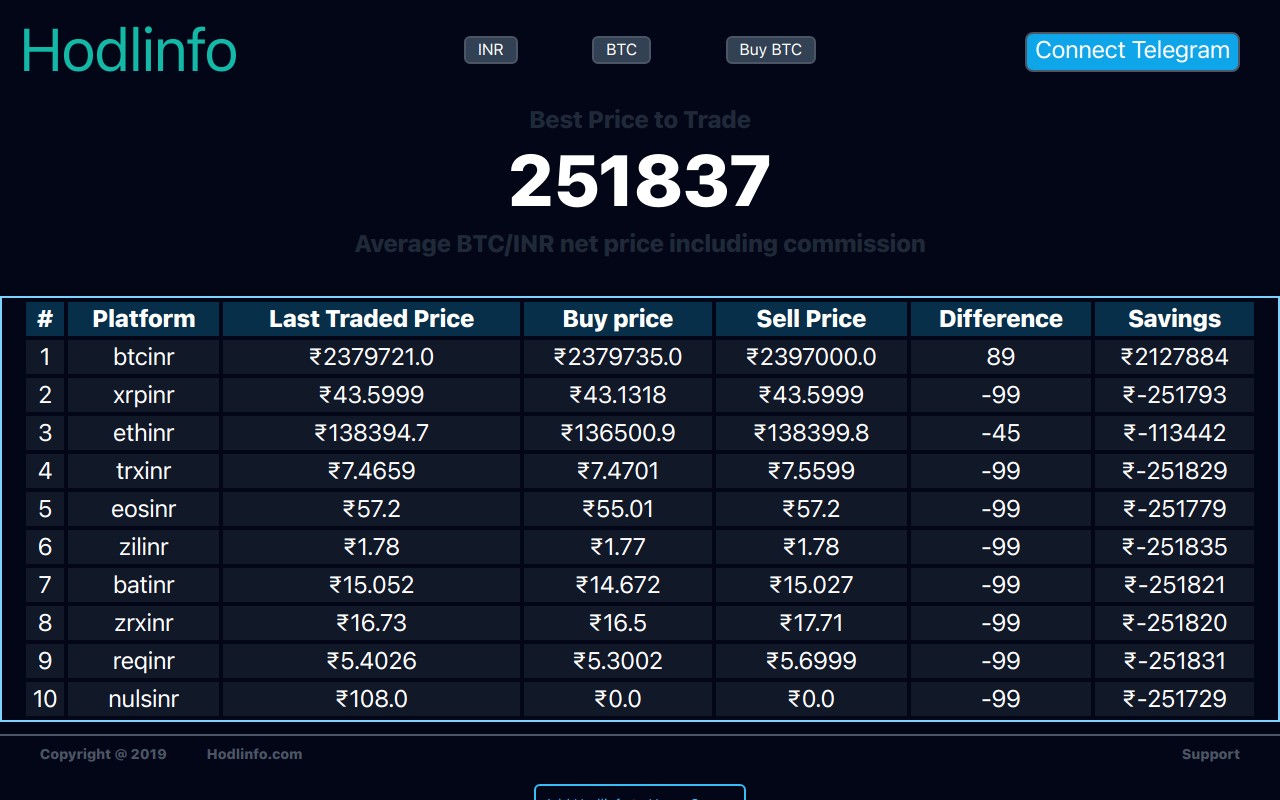 Hodlinfo INR BTC Buy BTC Connect Telegram
Best Price to Trade
251837
Average BTC/INR net price including commission
# Platform Last Traded Price Buy price Sell Price Difference Savings
1 btcinr ₹2379721.0 ₹2379735.0 ₹2397000.0 89 ₹2127884
2 xrpinr ₹43.5999 ₹43.1318 ₹43.5999 -99 ₹-251793
3 ethinr ₹138394.7 ₹136500.9 ₹138399.8 -45 ₹-113442
4 trxinr ₹7.4659 ₹7.4701 ₹7.5599 -99 ₹-251829
5 eosinr ₹57.2 ₹55.01 ₹57.2 -99 ₹-251779
6 zilinr ₹1.78 ₹1.77 ₹1.78 -99 ₹-251835
7 batinr ₹15.052 ₹14.672 ₹15.027 -99 ₹-251821
8 zrxinr ₹16.73 ₹16.5 ₹17.71 -99 ₹-251820
9 reqinr ₹5.4026 ₹5.3002 ₹5.6999 -99 ₹-251831
10 nulsinr ₹108.0 ₹0.0 ₹0.0 -99 ₹-251729
Copyright @ 2019 Hodlinfo.com Support